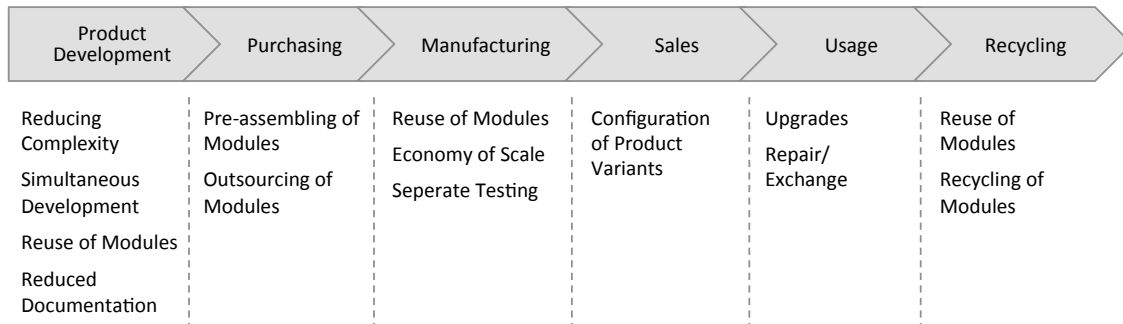 Product
Development
Purchasing
Manufacturing
Sales
Usage
Recycling
Reducing
Complexity
Simultaneous
Development
Reuse of Modules
Reduced
Documentation
Pre-assembling of
Modules
Outsourcing of
Modules
Reuse of Modules
Economy of Scale
Seperate Testing
Configuration
of Product
Variants
Upgrades
Repair/
Exchange
Reuse of
Modules
Recycling of
Modules